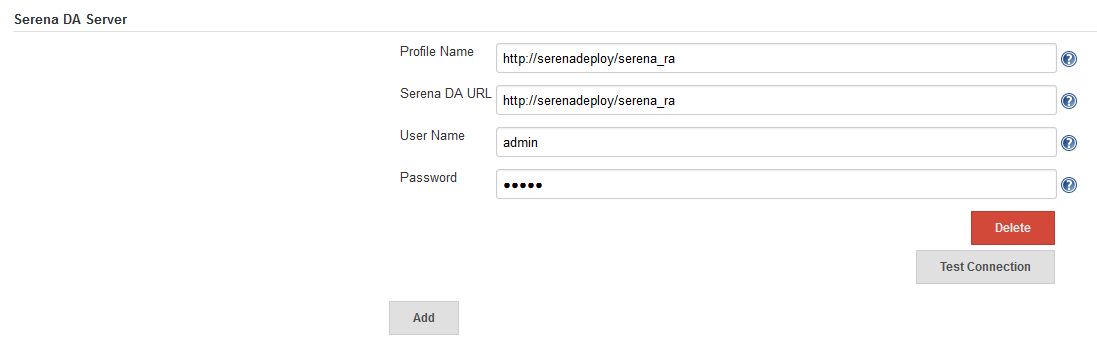 Serena DA Server
Profile Name http://serenadeploy/serena_ra ?
Serena DA URL http://serenadeploy/serena_ra ?
User Name admin ?
Password ●●●●● ?
Delete
Test Connection
Add